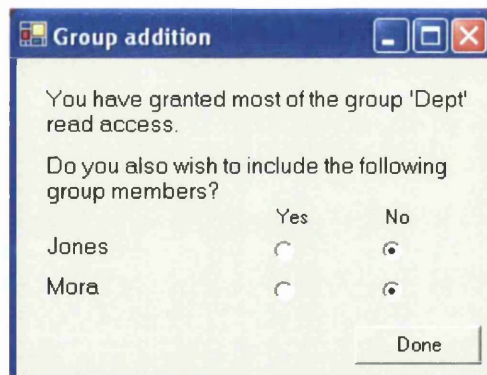 Group addition
You have granted most of the group 'Dept'
read access.
Do you also wish to include the following
group members?
Yes No
Jones
Mora
Done